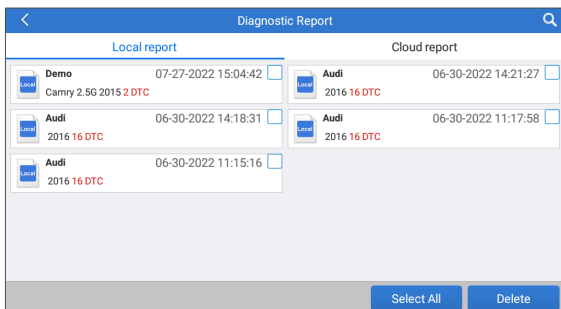 Diagnostic Report
Local report
Cloud report
Local
Demo 07-27-2022 15:04:42
Camry 2.5G 2015 2 DTC
Local
Audi 06-30-2022 14:21:27
2016 16 DTC
Local
Audi 06-30-2022 14:18:31
2016 16 DTC
Local
Audi 06-30-2022 11:17:58
2016 16 DTC
Local
Audi 06-30-2022 11:15:16
2016 16 DTC
Select All
Delete